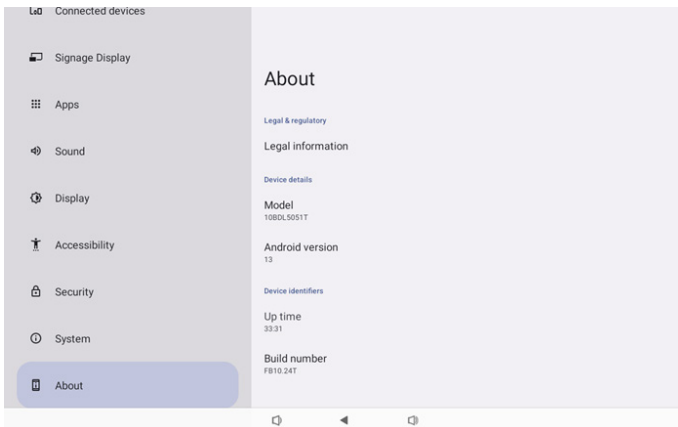 Connected devices
Signage Display
Apps
Sound
Display
Accessibility
Security
System
About
About
Legal & regulatory
Legal information
Device details
Model
10BDL5051T
Android version
13
Device identifiers
Up time
33:31
Build number
FB10.24T